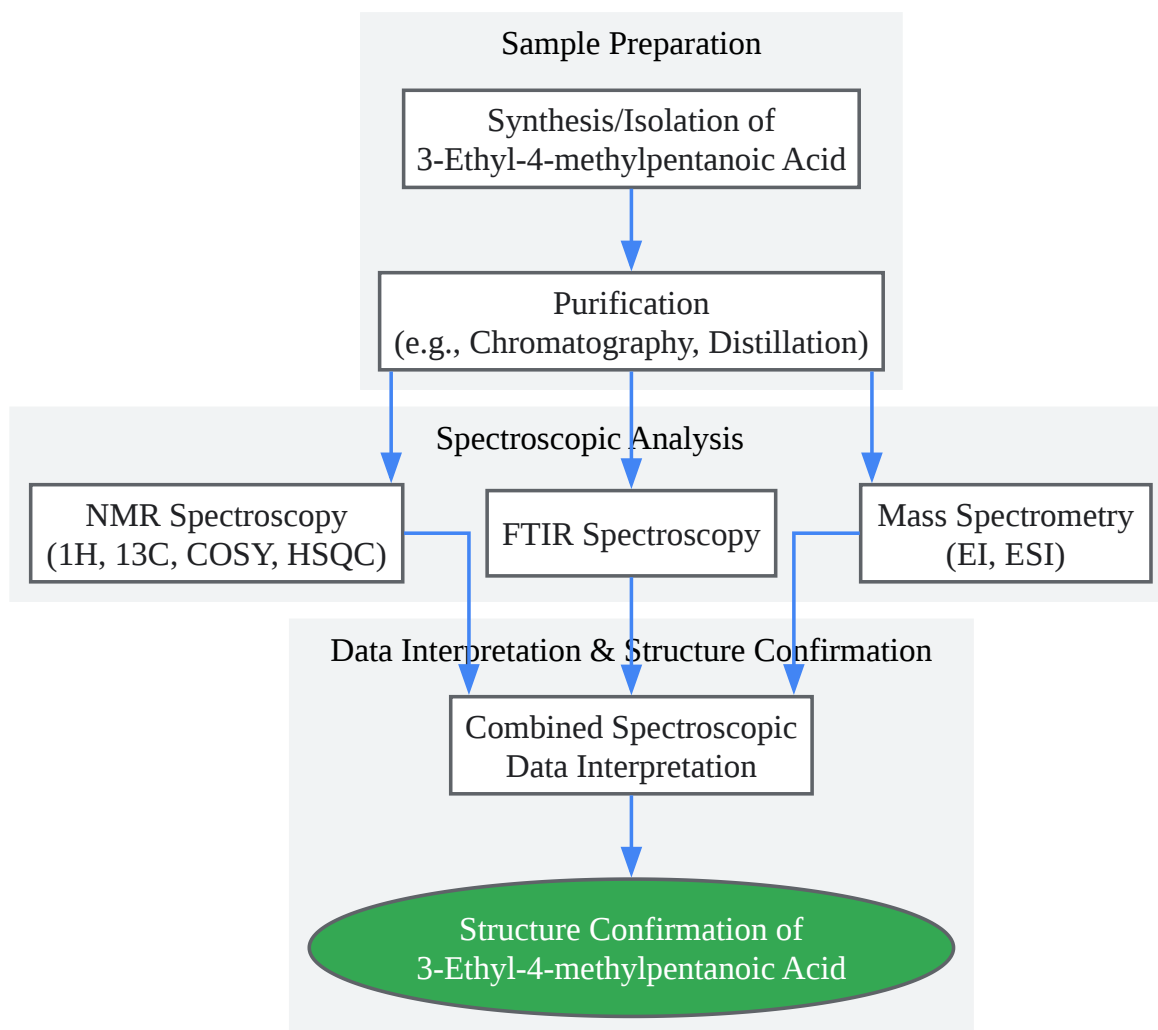 Sample Preparation
Synthesis/Isolation of
3-Ethyl-4-methylpentanoic Acid
Purification
(e.g., Chromatography, Distillation)
Spectroscopic Analysis
NMR Spectroscopy
(1H, 13C, COSY, HSQC)
FTIR Spectroscopy
Mass Spectrometry
(EI, ESI)
Data Interpretation & Structure Confirmation
Combined Spectroscopic
Data Interpretation
Structure Confirmation of
3-Ethyl-4-methylpentanoic Acid